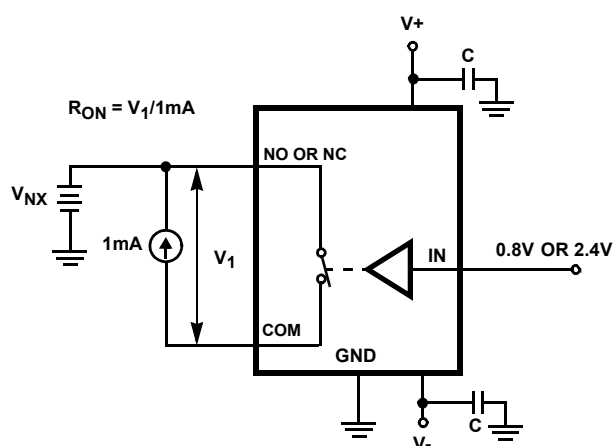 V+
C
R_ON = V_1/1mA
NO OR NC
V_NX
1mA
V_1
IN
0.8V OR 2.4V
COM
GND
C
V-